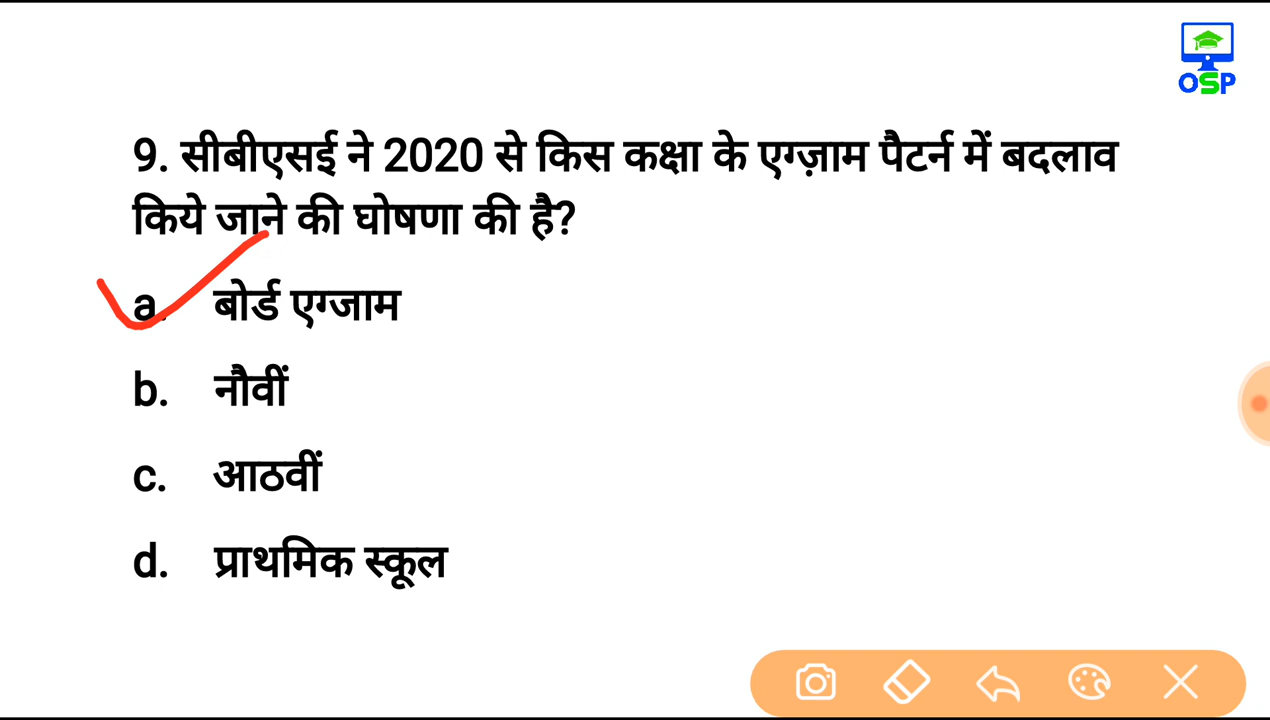 OSP
9. सीबीएसई ने 2020 से किस कक्षा के एग्ज़ाम पैटर्न में बदलाव
किये जाने की घोषणा की है?
a. बोर्ड एग्जाम
b. नौवीं
c. आठवीं
d. प्राथमिक स्कूल